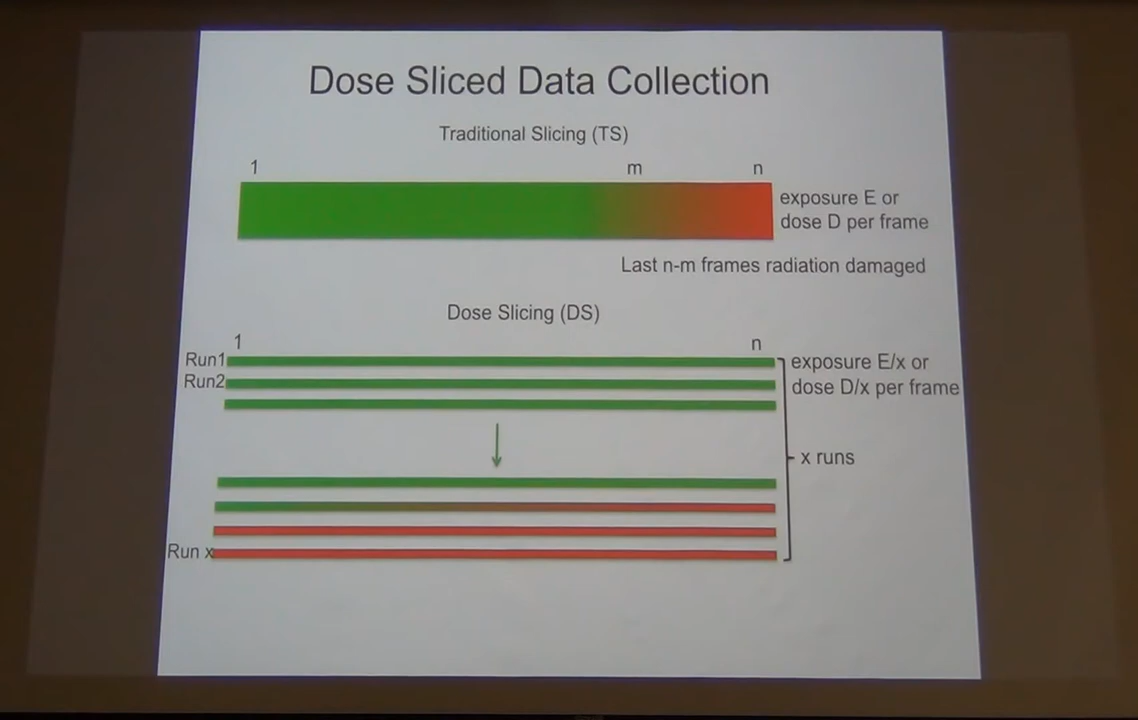 Dose Sliced Data Collection
Traditional Slicing (TS)
1 m n
exposure E or
dose D per frame
Last n-m frames radiation damaged
Dose Slicing (DS)
1 n
Run1
exposure E/x or
Run2
dose D/x per frame
x runs
Run x